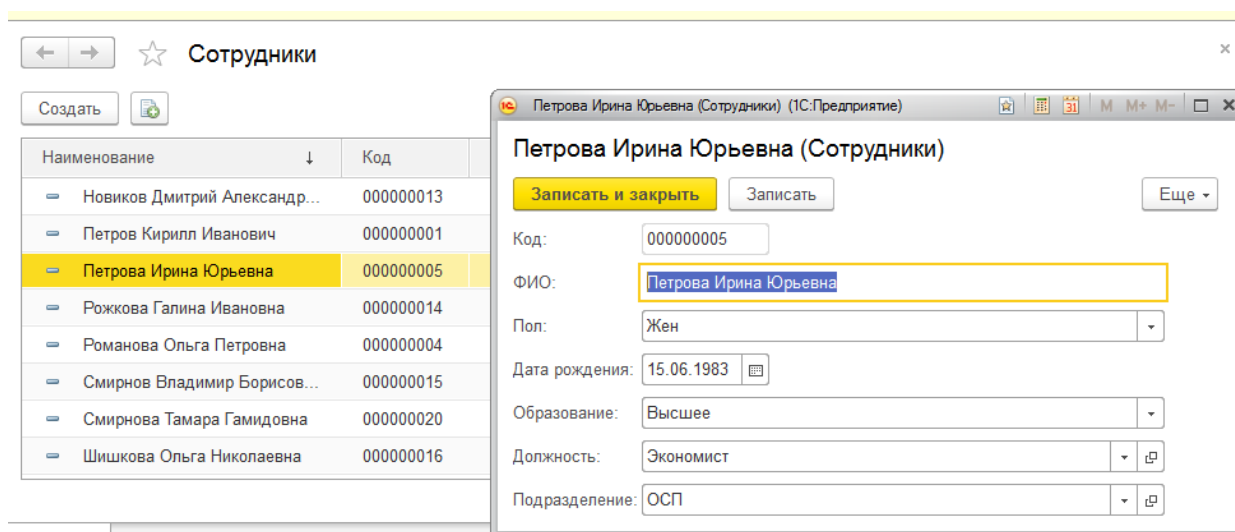 Сотрудники
Создать
Наименование ↓ Код
Новиков Дмитрий Александр... 000000013
Петров Кирилл Иванович 000000001
Петрова Ирина Юрьевна 000000005
Рожкова Галина Ивановна 000000014
Романова Ольга Петровна 000000004
Смирнов Владимир Борисов... 000000015
Смирнова Тамара Гамидовна 000000020
Шишкова Ольга Николаевна 000000016
1С Петрова Ирина Юрьевна (Сотрудники) (1С:Предприятие) 31 M M+ M-
Петрова Ирина Юрьевна (Сотрудники)
Записать и закрыть Записать Еще
Код: 000000005
ФИО: Петрова Ирина Юрьевна
Пол: Жен
Дата рождения: 15.06.1983
Образование: Высшее
Должность: Экономист
Подразделение: ОСП